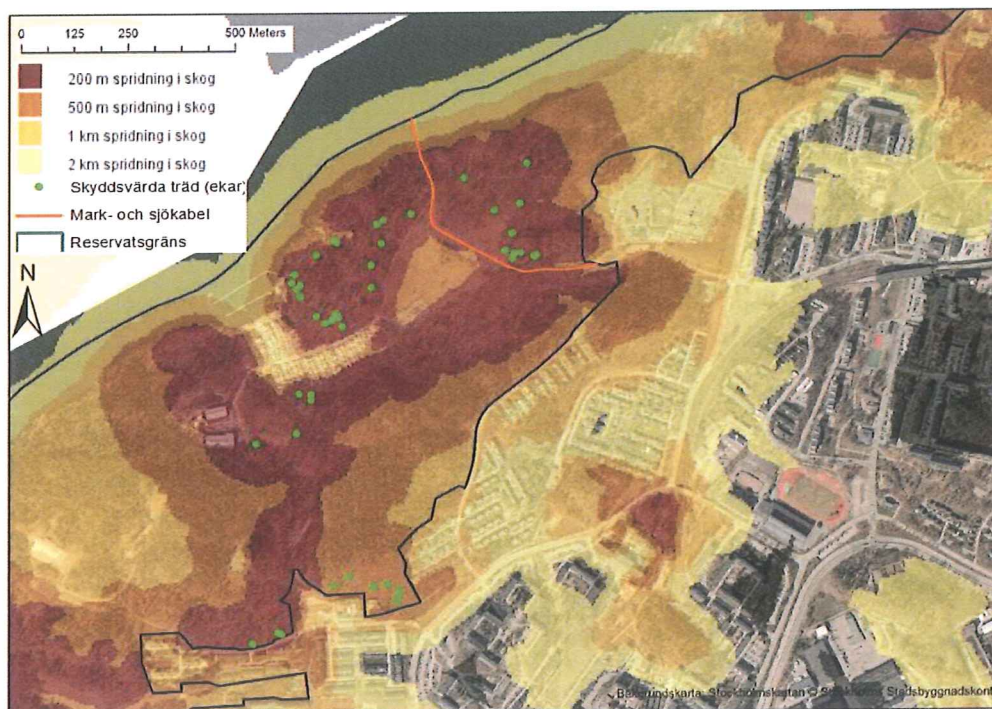 0 125 250 500 Meters
200 m spridning i skog
500 m spridning i skog
1 km spridning i skog
2 km spridning i skog
Skyddsvärda träd (ekar)
Mark- och sjökabel
Reservatsgräns
N
Bakgrundskarta: Stockholmskartan © Stockholms Stadsbyggnadskont